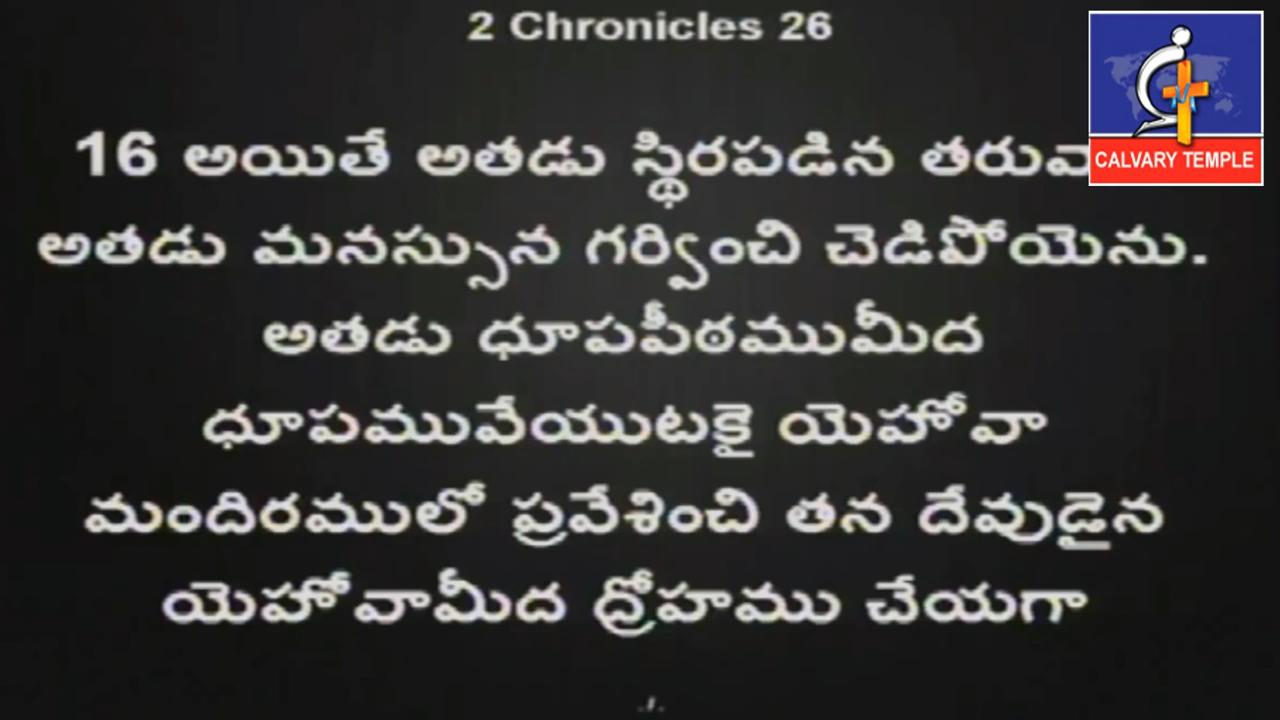 2 Chronicles 26
16 అయితే అతడు స్థిరపడిన
CALVARY TEMPLE
అతడు మనస్సున గర్వించి చెడిపోయెను.
అతడు ధూపపీఠముమీద
ధూపమువేయుటకై యెహోవా
మందిరములో ప్రవేశించి తన దేవుడైన
యెహోవామీద ద్రోహము చేయగా